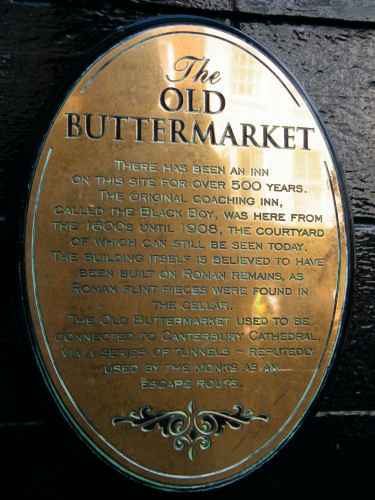 The
OLD
BUTTERMARKET
THERE HAS BEEN AN INN
ON THIS SITE FOR OVER 500 YEARS.
THE ORIGINAL COACHING INN,
CALLED THE BLACK BOY, WAS HERE FROM
THE 1600S UNTIL 1908, THE COURTYARD
OF WHICH CAN STILL BE SEEN TODAY.
THE BUILDING ITSELF IS BELIEVED TO HAVE
BEEN BUILT ON ROMAN REMAINS, AS
ROMAN FLINT PIECES WERE FOUND IN
THE CELLAR.
THE OLD BUTTERMARKET USED TO BE
CONNECTED TO CANTERBURY CATHEDRAL,
VIA A SERIES OF TUNNELS – REPUTEDLY
USED BY THE MONKS AS AN
ESCAPE ROUTE.